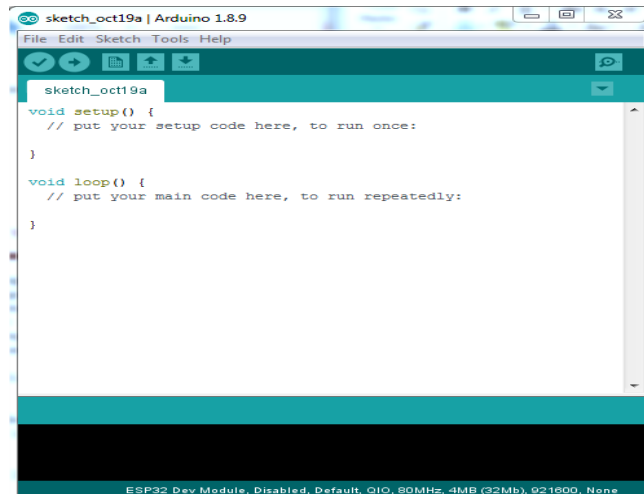 sketch_oct19a | Arduino 1.8.9
File Edit Sketch Tools Help
sketch_oct19a
void setup() {
// put your setup code here, to run once:
}
void loop() {
// put your main code here, to run repeatedly:
}
ESP32 Dev Module, Disabled, Default, QIO, 80MHz, 4MB (32Mb), 921600, None